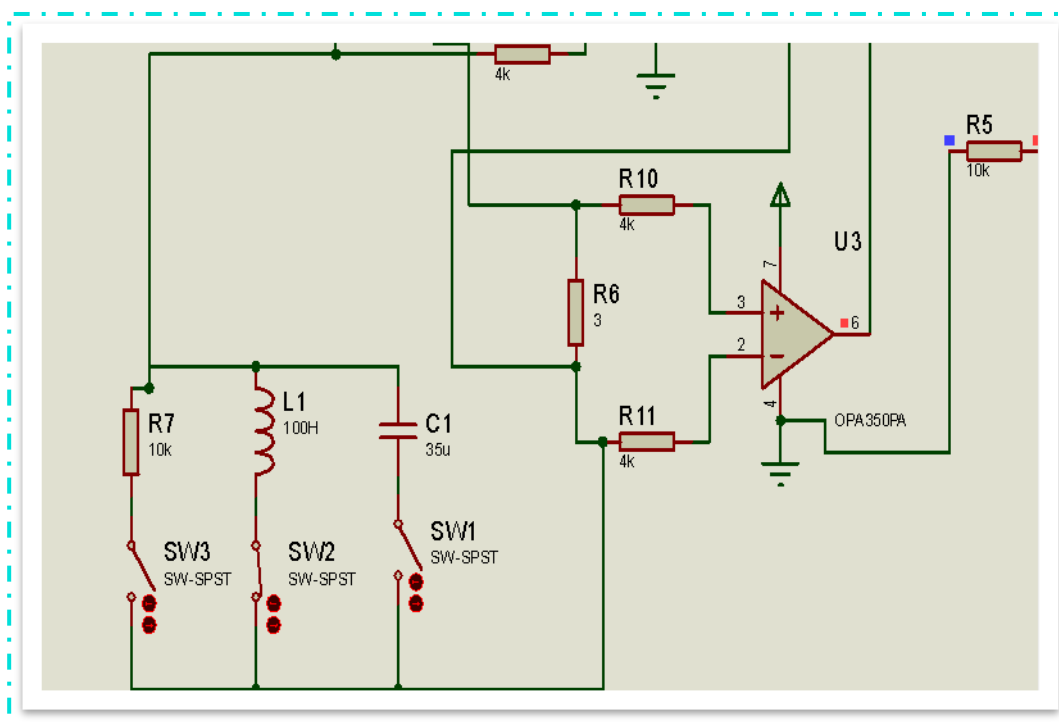 4k
R5
10k
R10
4k
U3
7
R6
3
3
6
2
4
L1
100H
R7
10k
C1
35u
R11
4k
OPA350PA
SW1
SW-SPST
SW3
SW-SPST
SW2
SW-SPST